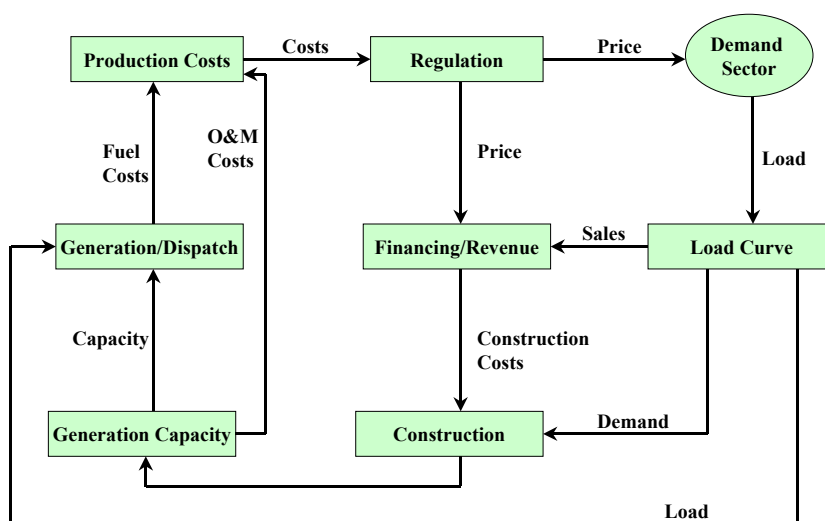 Costs
Price
Demand
Sector
Production Costs
Regulation
O&M
Costs
Fuel
Costs
Price
Load
Generation/Dispatch
Financing/Revenue
Sales
Load Curve
Capacity
Construction
Costs
Generation Capacity
Construction
Demand
Load